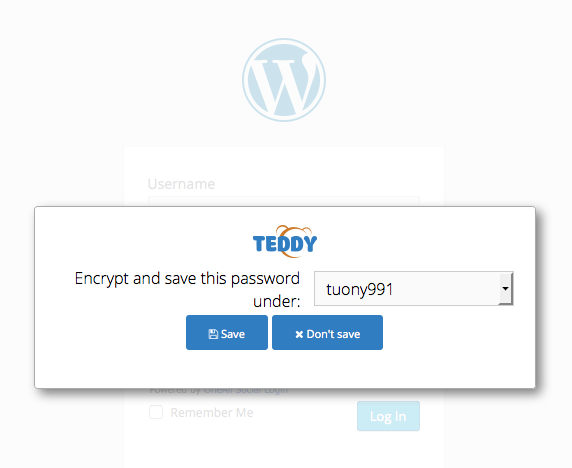 Username
TEDDY
Encrypt and save this password
under:
tuony991
Save
Don't save
Powered by OneAll Social Login
Remember Me
Log In